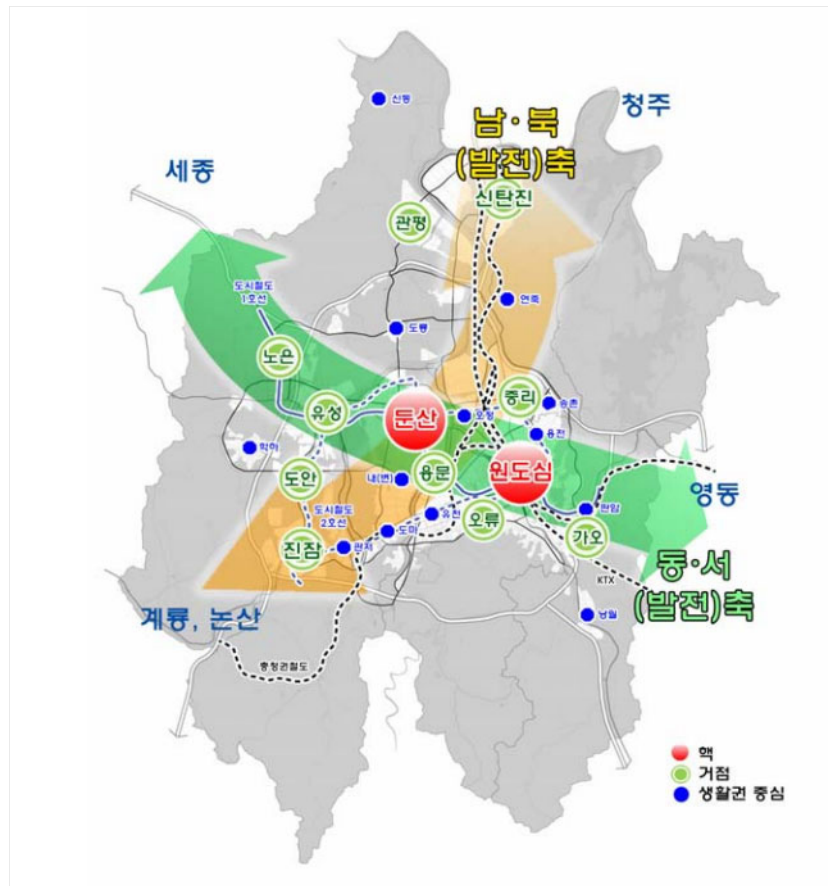 신동
청주
남·북
(발전)축
세종
신탄진
관평
도시철도
1호선
연축
도룡
노은
중리
송촌
유성
둔산
오정
용전
학하
용문
원도심
도안
내(변)
영동
도시철도
2호선
유천
오류
판암
도마
가오
진잠
관저
동·서
(발전)축
KTX
계룡, 논산
낭월
충청권철도
핵
거점
생활권 중심